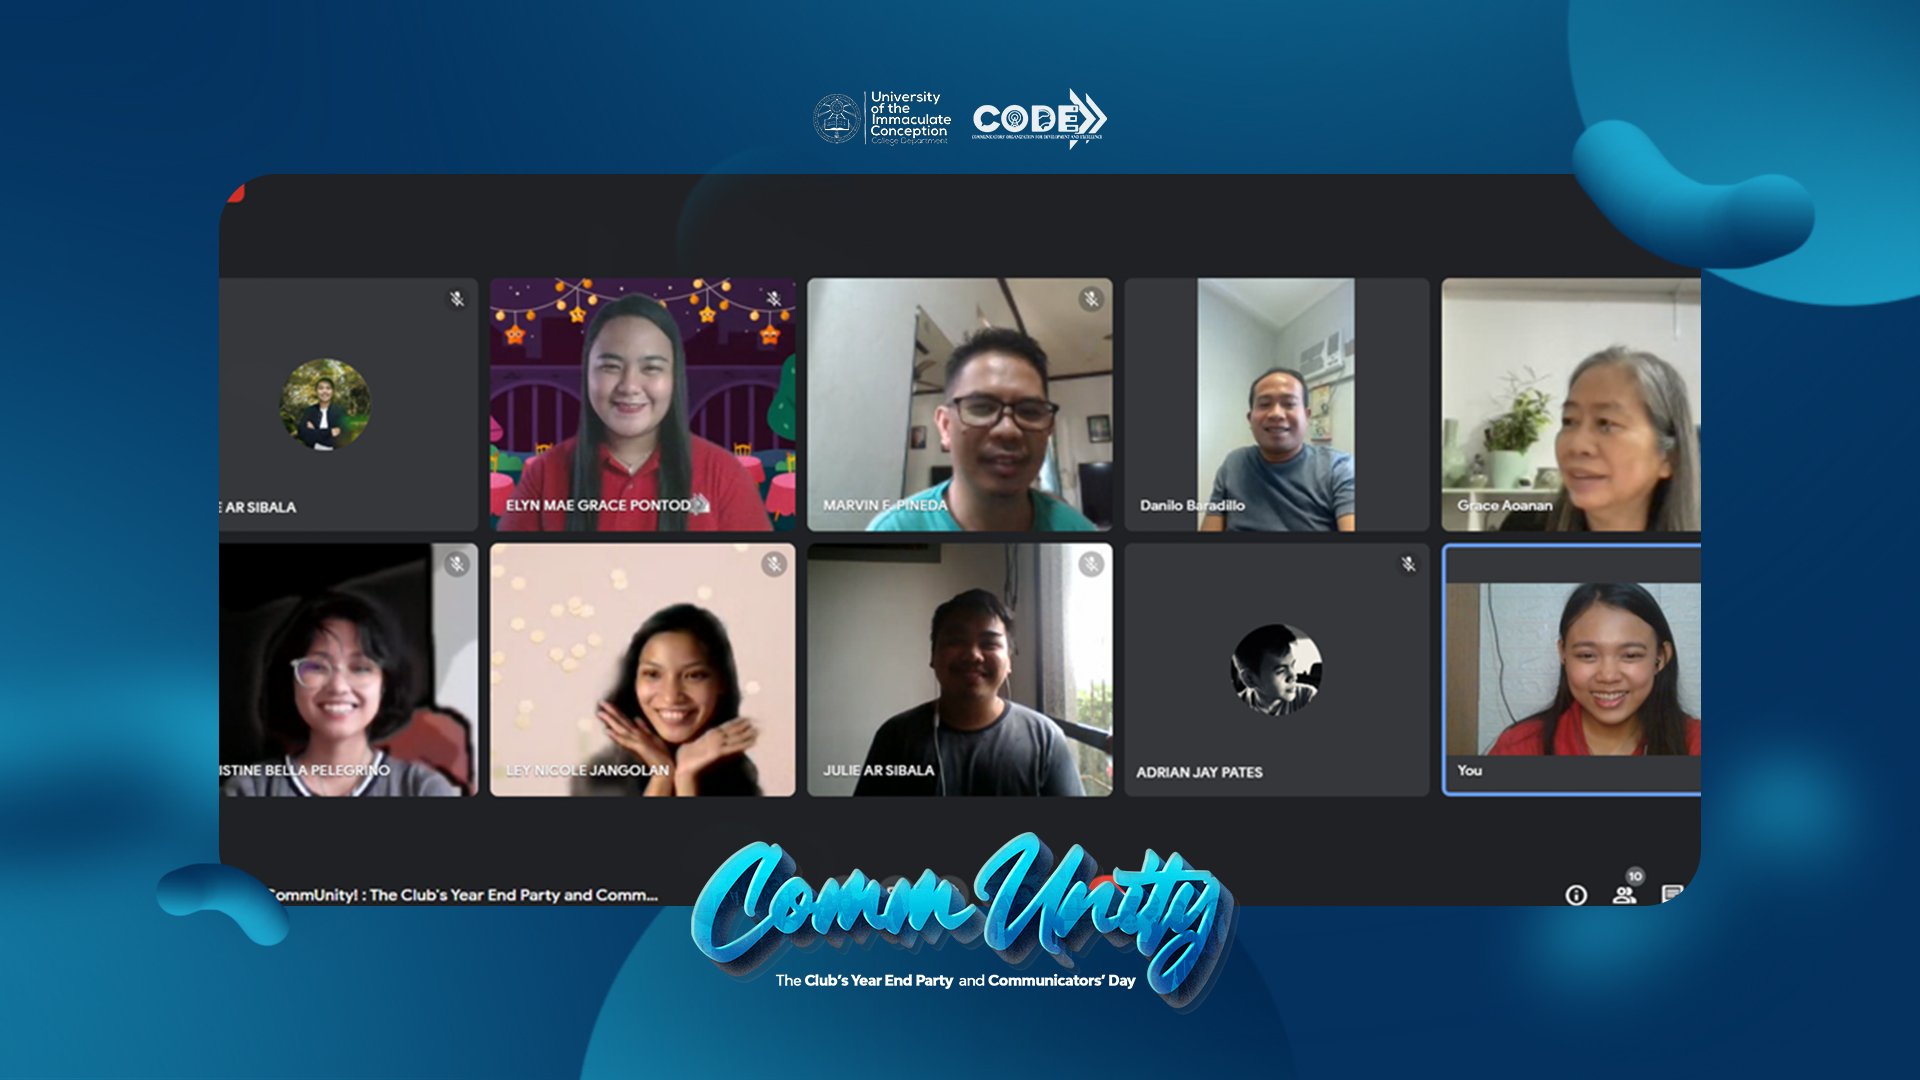 University
of the
Immaculate
Conception
College Department
CODE
COMMUNICATORS' ORGANIZATION FOR DEVELOPMENT AND EXCELLENCE
E AR SIBALA
ELYN MAE GRACE PONTOD
MARVIN F. PINEDA
Danilo Baradillo
Grace Aoanan
ISTINE BELLA PELEGRINO
LEY NICOLE JANGOLAN
JULIE AR SIBALA
ADRIAN JAY PATES
You
ommUnity! : The Club's Year End Party and Comm...
10
CommUnity
The Club's Year End Party and Communicators' Day